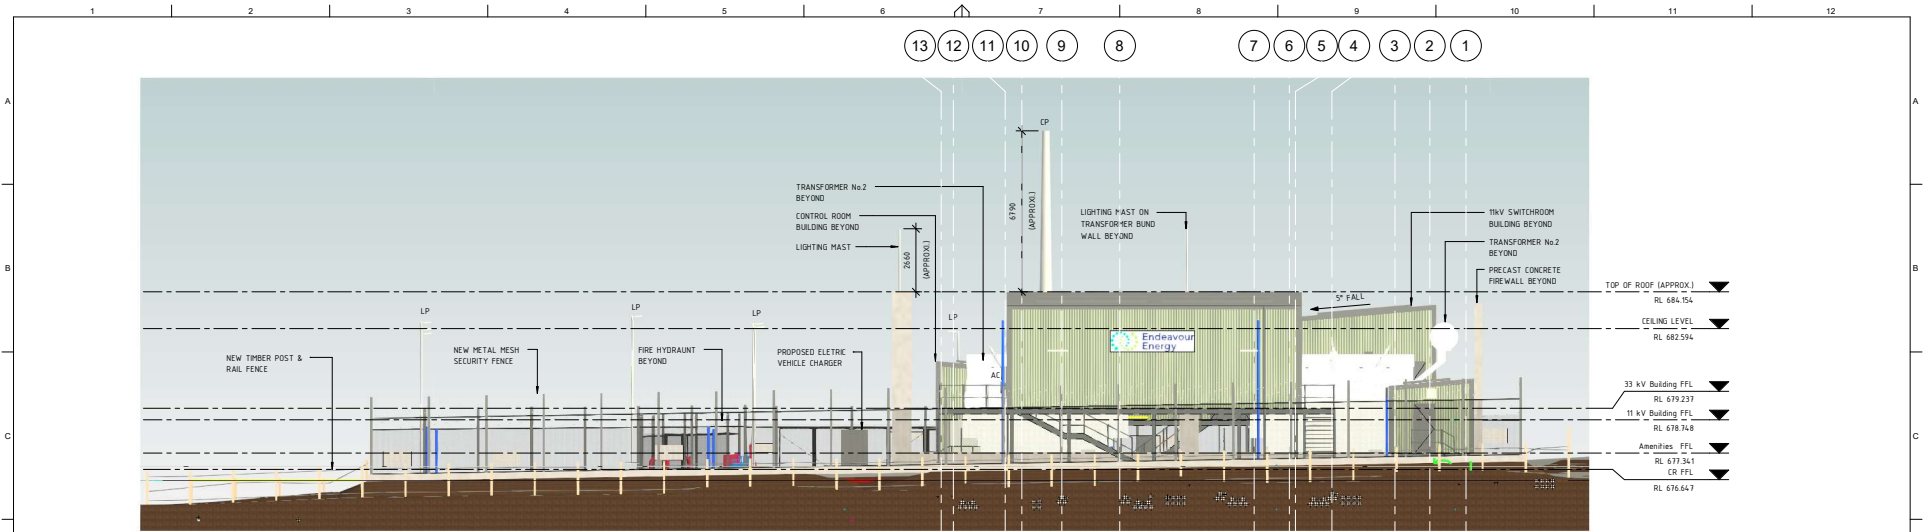 1 2 3 4 5 6 7 8 9 10 11 12
13 12 11 10 9 8 7 6 5 4 3 2 1
A A
CP
TRANSFORMER No.2
BEYOND
CONTROL ROOM
BUILDING BEYOND
LIGHTING MAST
2660
(APPROX.)
6790
(APPROX.)
LIGHTING MAST ON
TRANSFORMER BUND
WALL BEYOND
11kV SWITCHROOM
BUILDING BEYOND
TRANSFORMER No.2
BEYOND
PRECAST CONCRETE
FIREWALL BEYOND
B B
TOP OF ROOF (APPROX.)
RL 684.154
5° FALL
LP LP LP LP
CEILING LEVEL
RL 682.594
Endeavour
Energy
NEW TIMBER POST &
RAIL FENCE
NEW METAL MESH
SECURITY FENCE
FIRE HYDRAUNT
BEYOND
PROPOSED ELETRIC
VEHICLE CHARGER
AC
33 kV Building FFL
RL 679.237
11 kV Building FFL
RL 678.748
C C
Amenities FFL
RL 677.341
CR FFL
RL 676.647